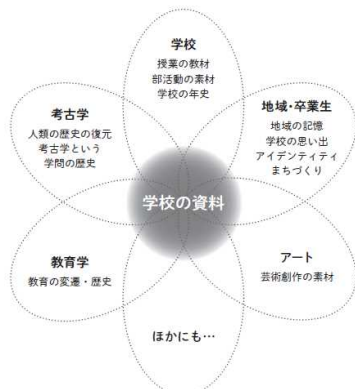 学校
授業の教材
部活動の素材
学校の年史
考古学
人類の歴史の復元
考古学という
学問の歴史
地域・卒業生
地域の記憶
学校の思い出
アイデンティティ
まちづくり
学校の資料
教育学
教育の変遷・歴史
アート
芸術創作の素材
ほかにも…